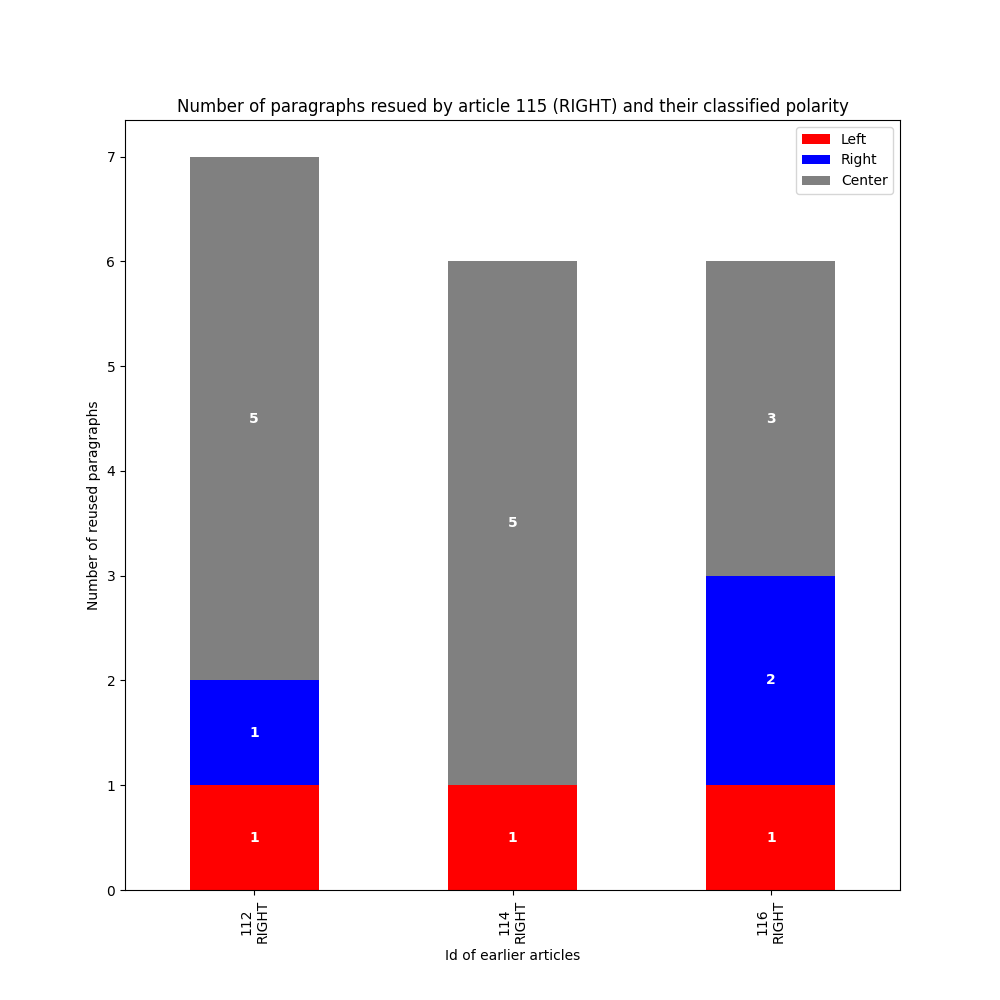 Number of paragraphs resued by article 115 (RIGHT) and their classified polarity
Left
Right
Center
Number of reused paragraphs
7
6
5
4
3
2
1
0
5
1
1
5
1
3
2
1
112
RIGHT
114
RIGHT
116
RIGHT
Id of earlier articles